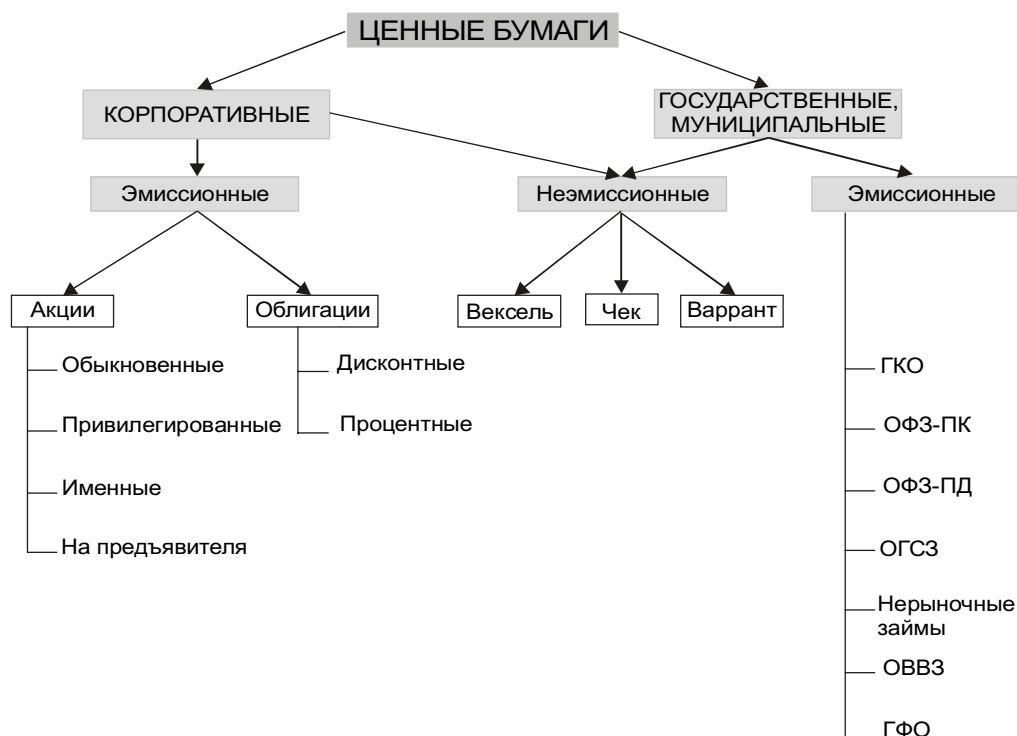 ЦЕННЫЕ БУМАГИ
КОРПОРАТИВНЫЕ
ГОСУДАРСТВЕННЫЕ,
МУНИЦИПАЛЬНЫЕ
Эмиссионные
Неэмиссионные
Эмиссионные
Акции
Облигации
Вексель
Чек
Варрант
Обыкновенные
Привилегированные
Именные
На предъявителя
Дисконтные
Процентные
ГКО
ОФЗ-ПК
ОФЗ-ПД
ОГСЗ
Нерыночные
займы
ОВВЗ
ГФО